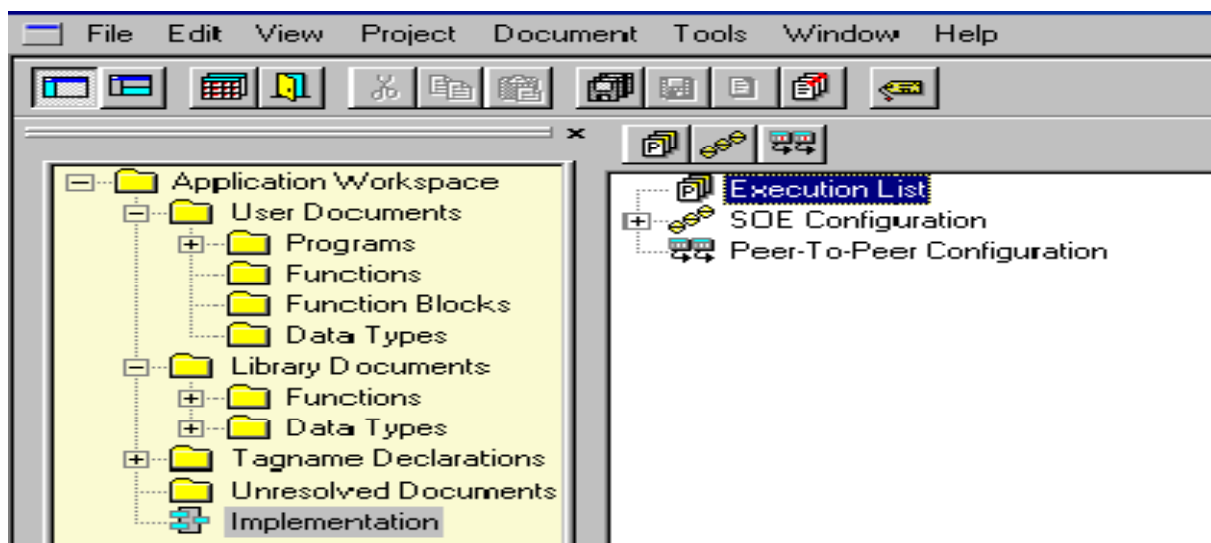 File Edit View Project Document Tools Window Help
Application Workspace
User Documents
Programs
Functions
Function Blocks
Data Types
Library Documents
Functions
Data Types
Tagname Declarations
Unresolved Documents
Implementation
Execution List
SOE Configuration
Peer-To-Peer Configuration